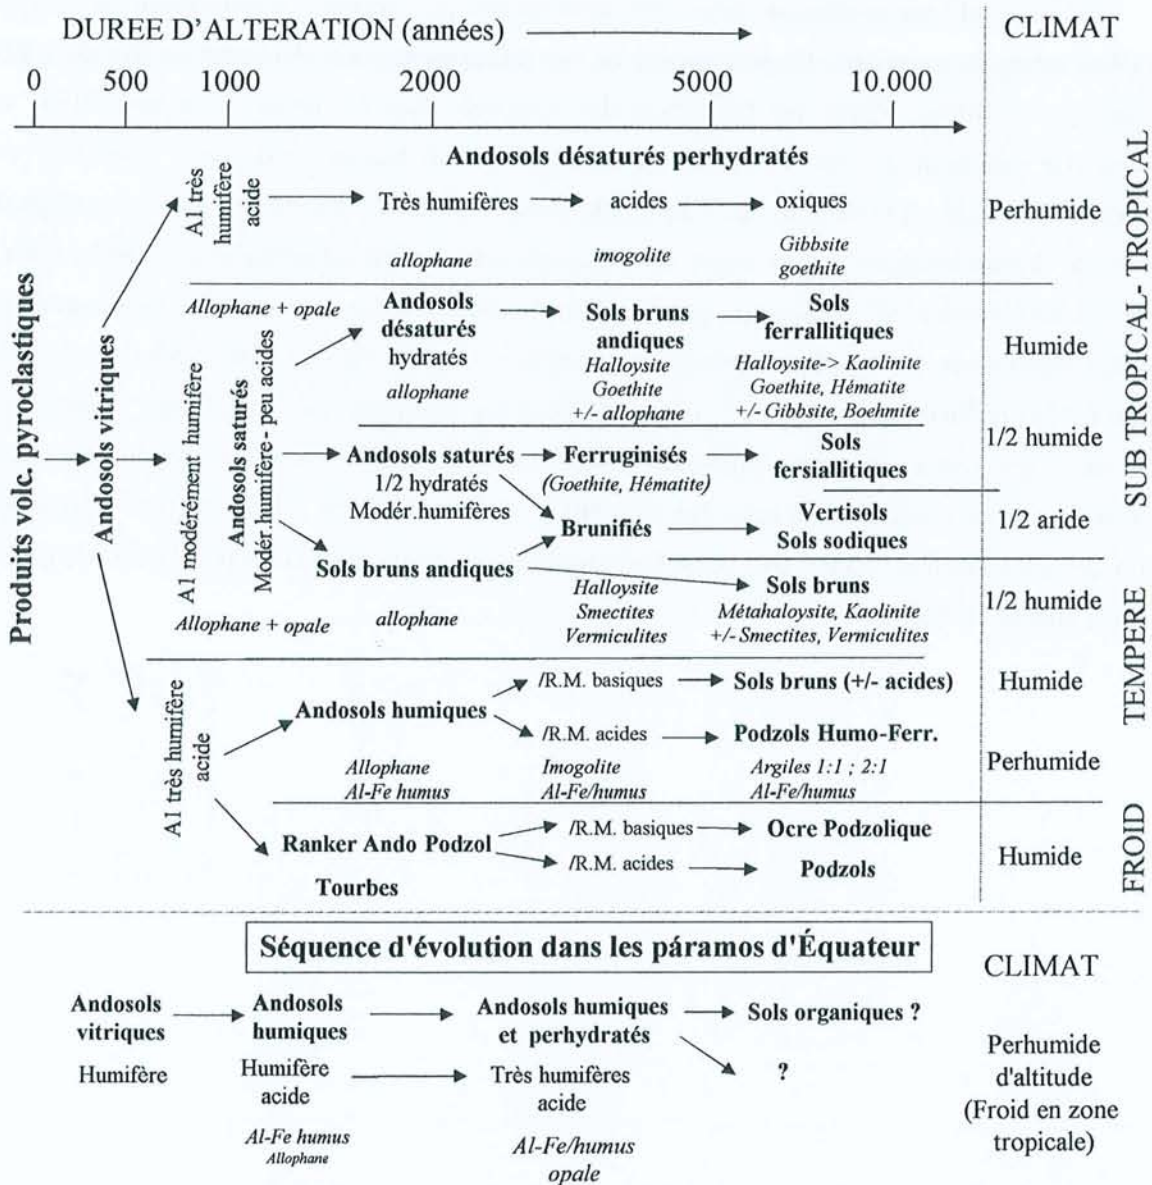 DUREE D'ALTERATION (années)
CLIMAT
0 500 1000 2000 5000 10.000
Produits volc. pyroclastiques
Andosols vitriques
A1 très
humifère
acide
Andosols désaturés perhydratés
Très humifères acides oxiques
allophane imogolite Gibbsite
goethite
Perhumide
SUB TROPICAL- TROPICAL
Allophane + opale
A1 modérément humifère
Andosols saturés
Modér.humifère - peu acides
Andosols
désaturés
hydratés
allophane
Sols bruns
andiques
Halloysite
Goethite
+/- allophane
Sols
ferrallitiques
Halloysite-> Kaolinite
Goethite, Hématite
+/- Gibbsite, Boehmite
Humide
Andosols saturés
1/2 hydratés
Modér.humifères
Ferruginisés
(Goethite, Hématite)
Sols
fersiallitiques
1/2 humide
Brunifiés
Vertisols
Sols sodiques
1/2 aride
Sols bruns andiques
Allophane + opale
allophane
Halloysite
Smectites
Vermiculites
Sols bruns
Métahaloysite, Kaolinite
+/- Smectites, Vermiculites
1/2 humide
TEMPERE
A1 très humifère
acide
Andosols humiques
/R.M. basiques Sols bruns (+/- acides)
Humide
/R.M. acides Podzols Humo-Ferr.
Perhumide
Allophane Imogolite Argiles 1:1 ; 2:1
Al-Fe humus Al-Fe/humus Al-Fe/humus
Ranker Ando Podzol
/R.M. basiques Ocre Podzolique
/R.M. acides Podzols
Tourbes
Humide
FROID
Séquence d'évolution dans les páramos d'Équateur
CLIMAT
Andosols
vitriques
Humifère
Andosols
humiques
Humifère
acide
Al-Fe humus
Allophane
Andosols humiques
et perhydratés
Très humifères
acide
Al-Fe/humus
opale
Sols organiques ?
?
Perhumide
d'altitude
(Froid en zone
tropicale)